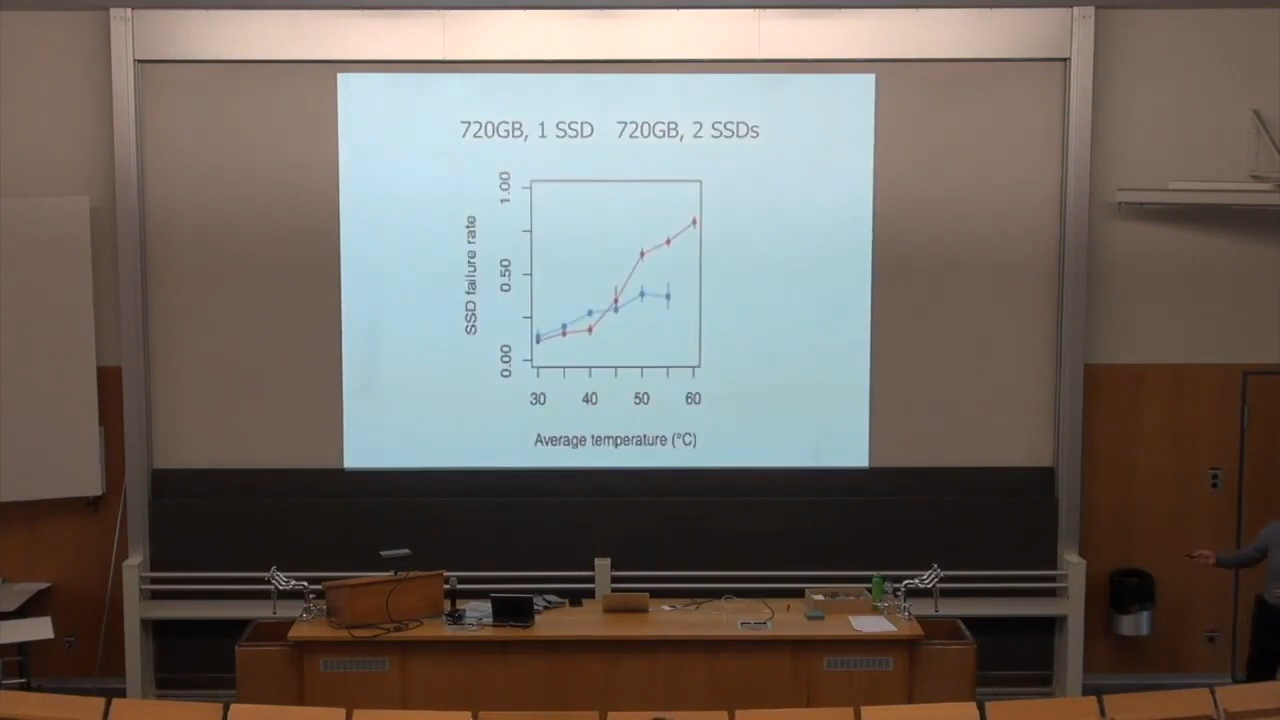 720GB, 1 SSD 720GB, 2 SSDs
SSD failure rate
1.00
0.50
0.00
30 40 50 60
Average temperature (°C)